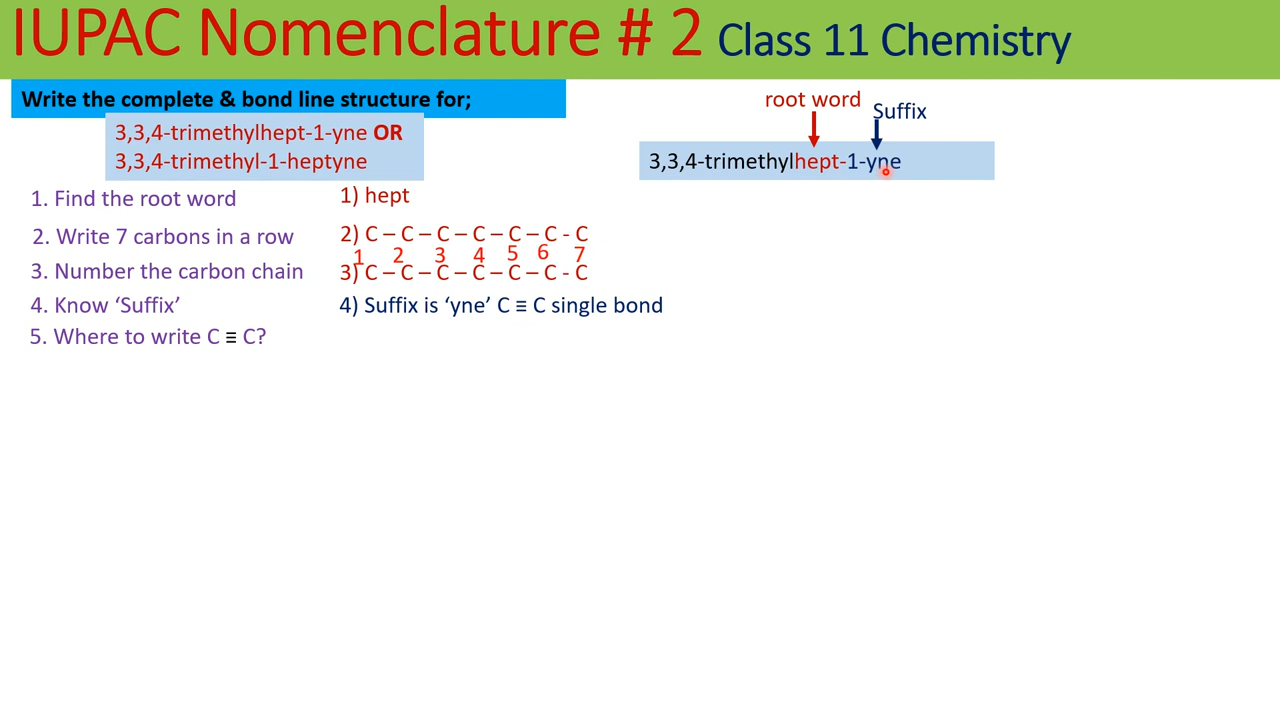 IUPAC Nomenclature # 2 Class 11 Chemistry
Write the complete & bond line structure for;
3,3,4-trimethylhept-1-yne OR
3,3,4-trimethyl-1-heptyne
root word
Suffix
3,3,4-trimethylhept-1-yne
1. Find the root word
1) hept
2. Write 7 carbons in a row
2) C – C – C – C – C – C - C
1 2 3 4 5 6 7
3. Number the carbon chain
3) C – C – C – C – C – C - C
4. Know ‘Suffix’
4) Suffix is ‘yne’ C ≡ C single bond
5. Where to write C ≡ C?